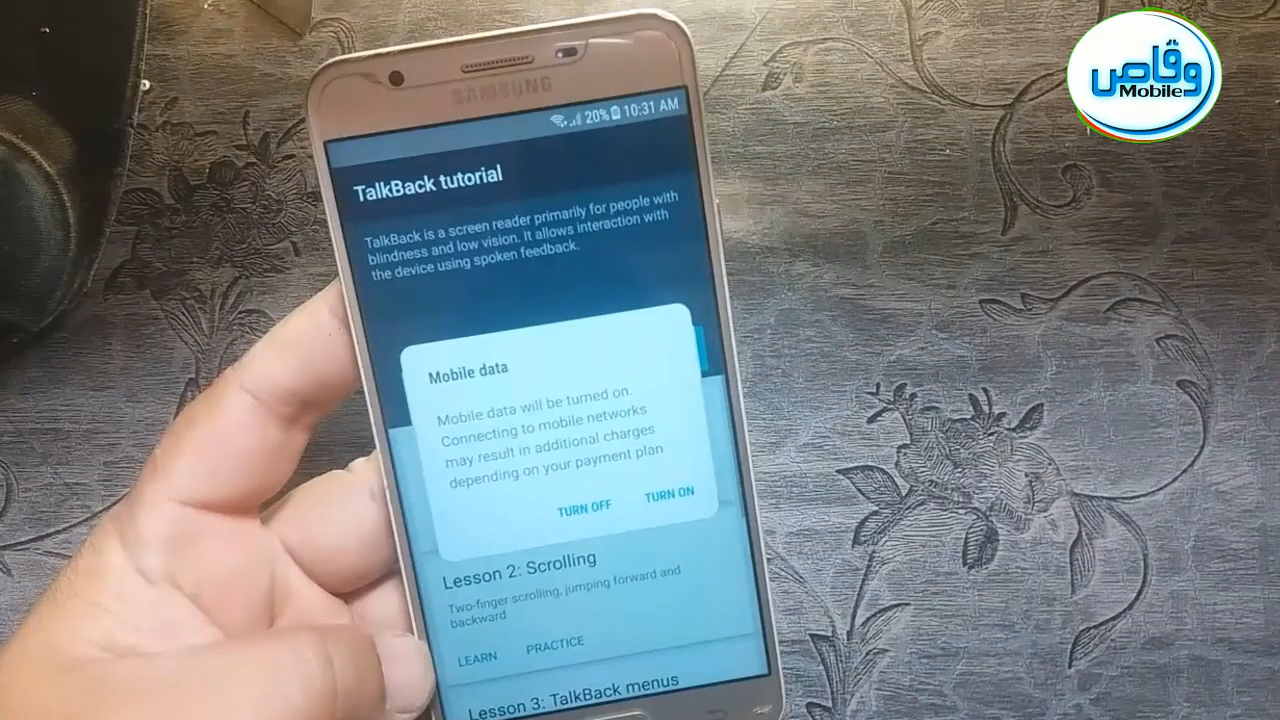 وقاص
Mobile
SAMSUNG
20% 10:31 AM
TalkBack tutorial
TalkBack is a screen reader primarily for people with
blindness and low vision. It allows interaction with
the device using spoken feedback.
Mobile data
Mobile data will be turned on.
Connecting to mobile networks
may result in additional charges
depending on your payment plan.
TURN OFF TURN ON
Lesson 2: Scrolling
Two-finger scrolling, jumping forward and
backward
LEARN PRACTICE
Lesson 3: TalkBack menus